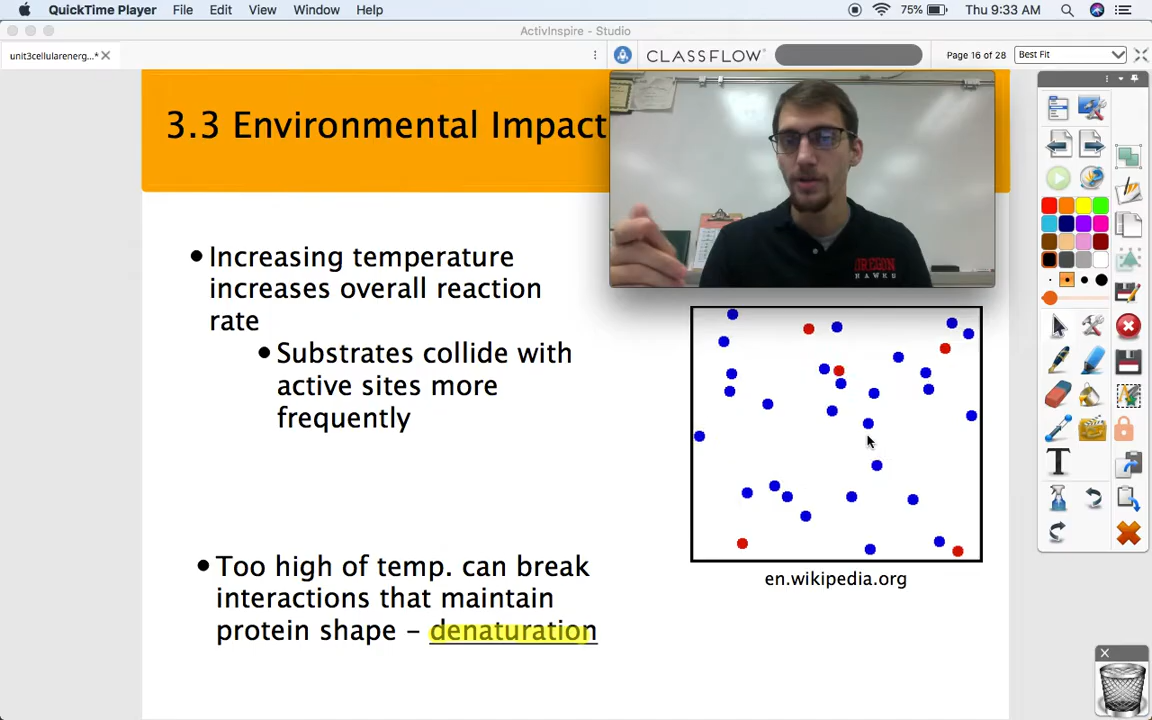 QuickTime Player File Edit View Window Help 75% Thu 9:33 AM
ActivInspire - Studio
unit3cellularenerg...* CLASSFLOW Page 16 of 28 Best Fit
3.3 Environmental Impact
OREGON
HAWKS
• Increasing temperature
increases overall reaction
rate
• Substrates collide with
active sites more
frequently
• Too high of temp. can break
interactions that maintain
protein shape – denaturation
en.wikipedia.org
T